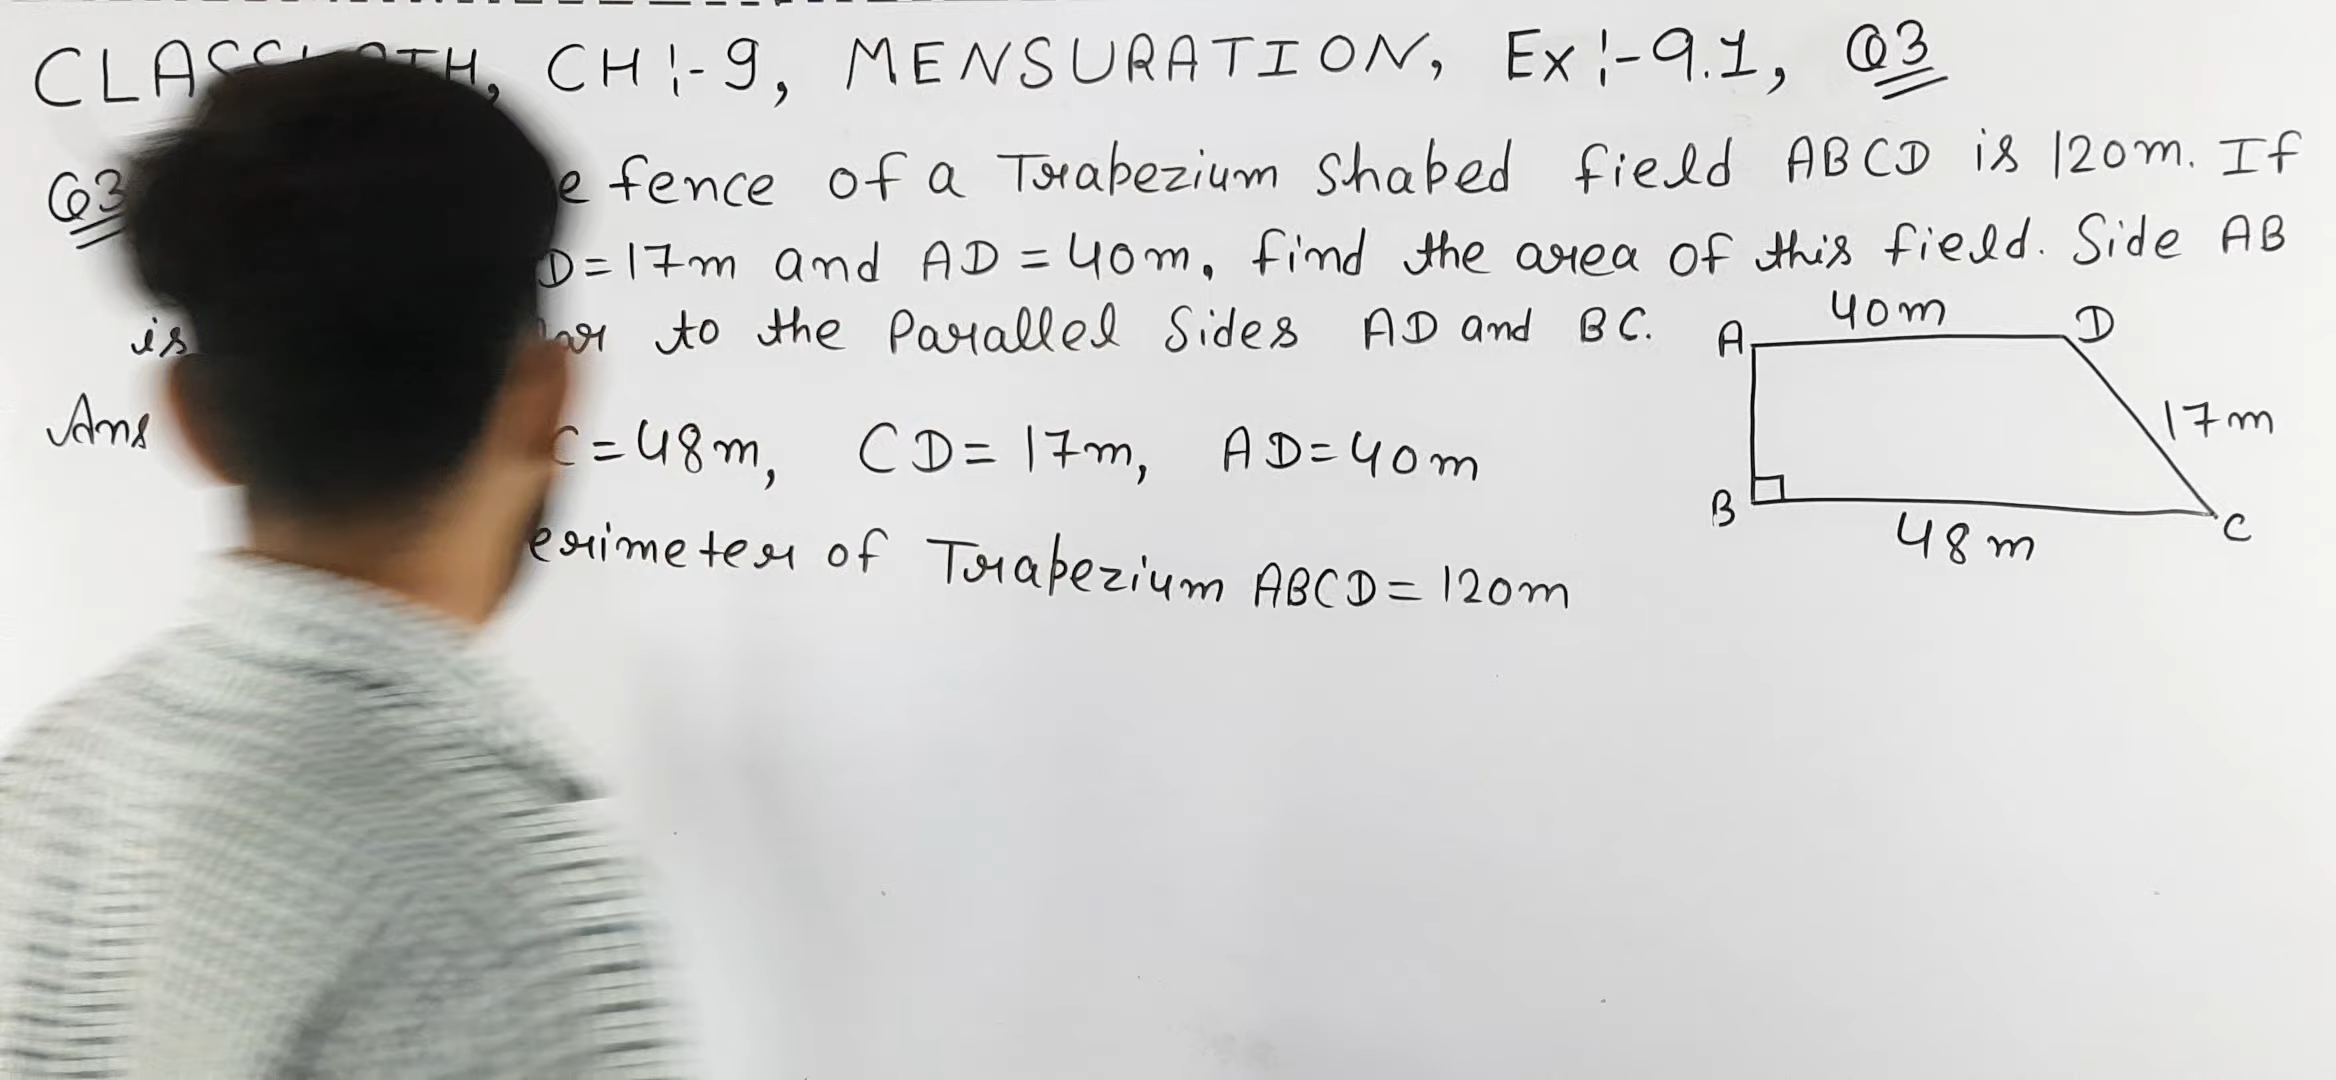 CH:-9, MENSURATION, Ex:-9.1, Q3
Q3 fence of a Trapezium shaped field ABCD is 120m. If
D=17m and AD=40m, find the area of this field. Side AB
is to the Parallel Sides AD and BC.
40m
A D
17m
B C
48m
Ans C=48m, CD=17m, AD=40m
erimeter of Trapezium ABCD=120m